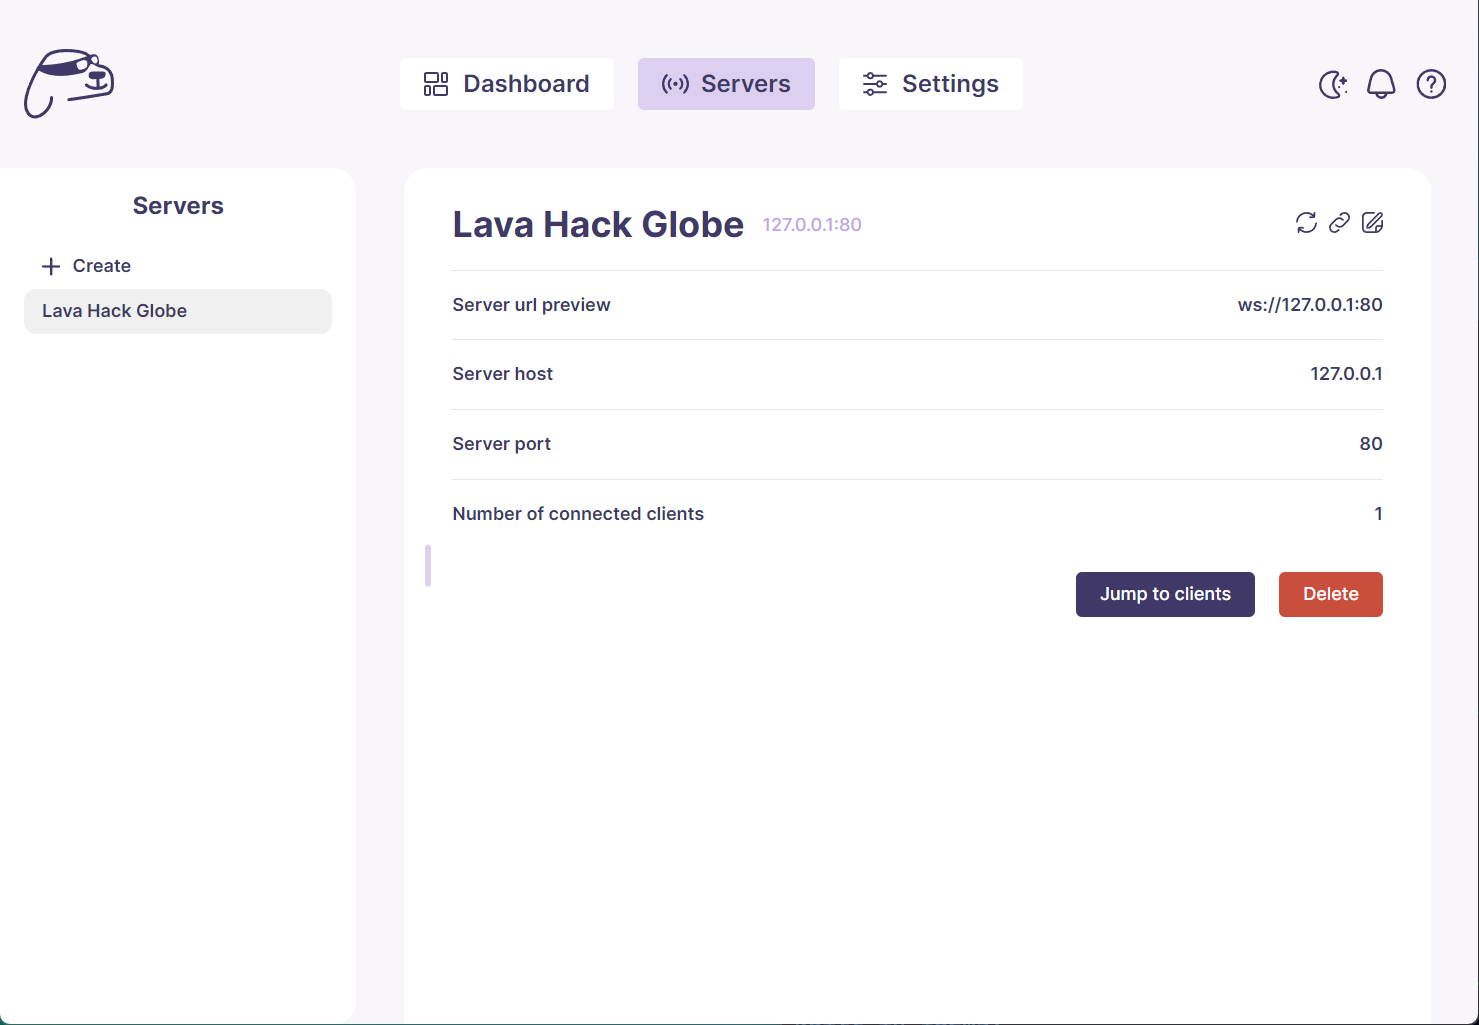 Dashboard
Servers
Settings
Servers
Create
Lava Hack Globe
Lava Hack Globe 127.0.0.1:80
Server url preview ws://127.0.0.1:80
Server host 127.0.0.1
Server port 80
Number of connected clients 1
Jump to clients
Delete